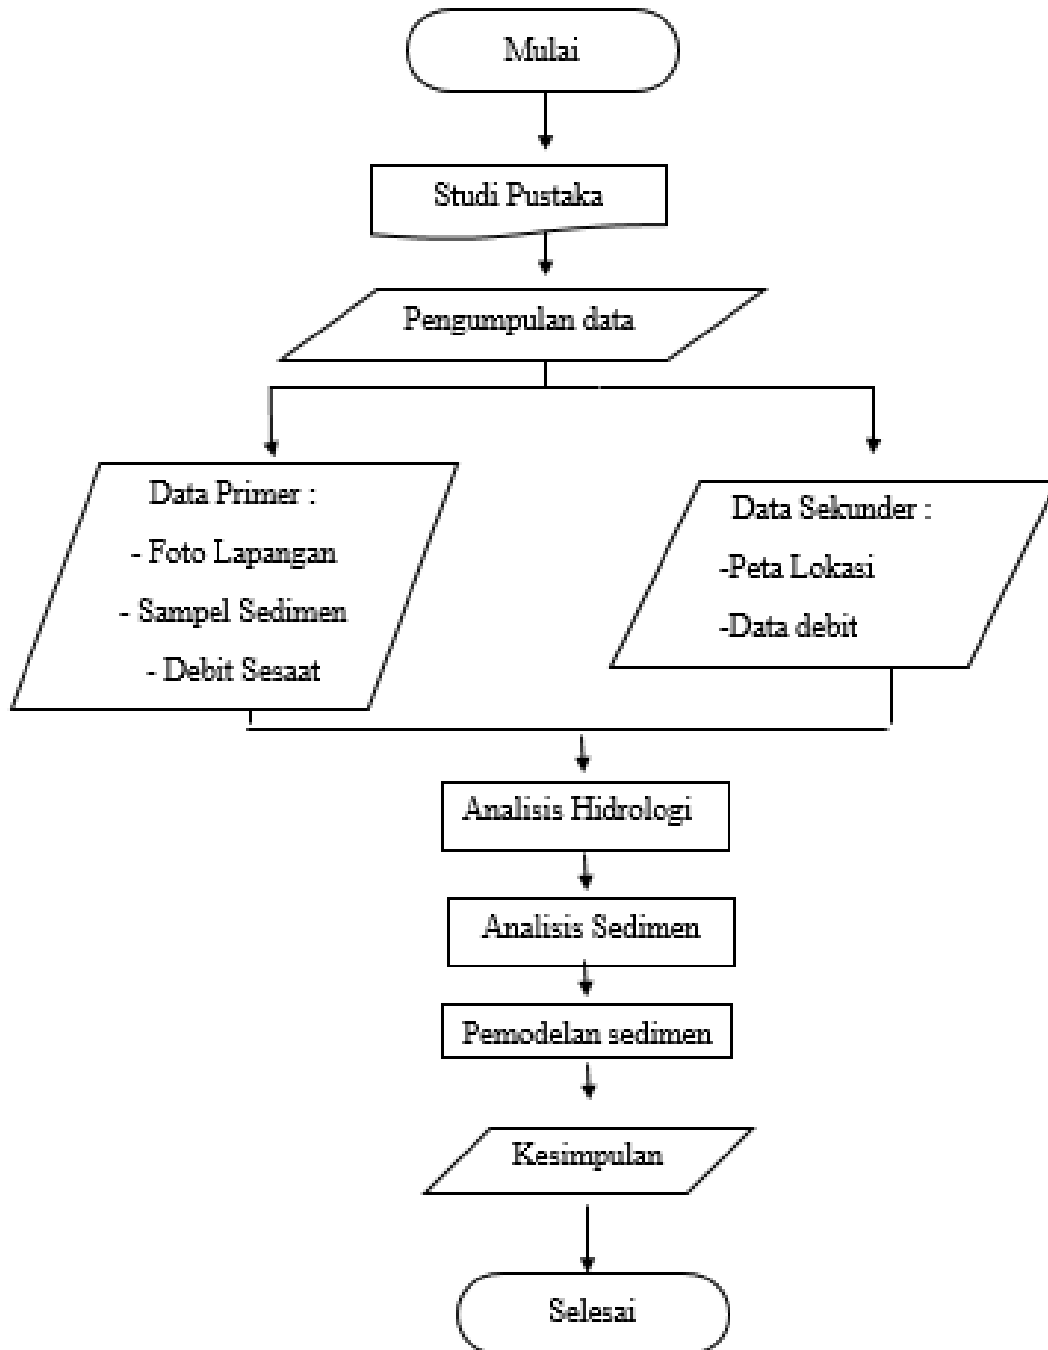 Mulai
Studi Pustaka
Pengumpulan data
Data Primer :
- Foto Lapangan
- Sampel Sedimen
- Debit Sesaat
Data Sekunder :
-Peta Lokasi
-Data debit
Analisis Hidrologi
Analisis Sedimen
Pemodelan sedimen
Kesimpulan
Selesai